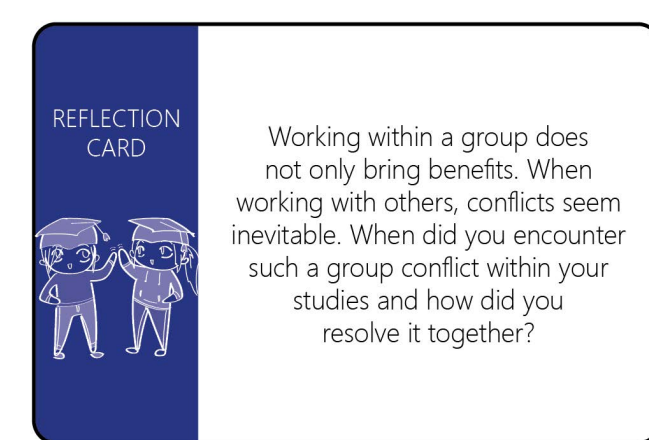 REFLECTION
CARD
Working within a group does
not only bring benefits. When
working with others, conflicts seem
inevitable. When did you encounter
such a group conflict within your
studies and how did you
resolve it together?